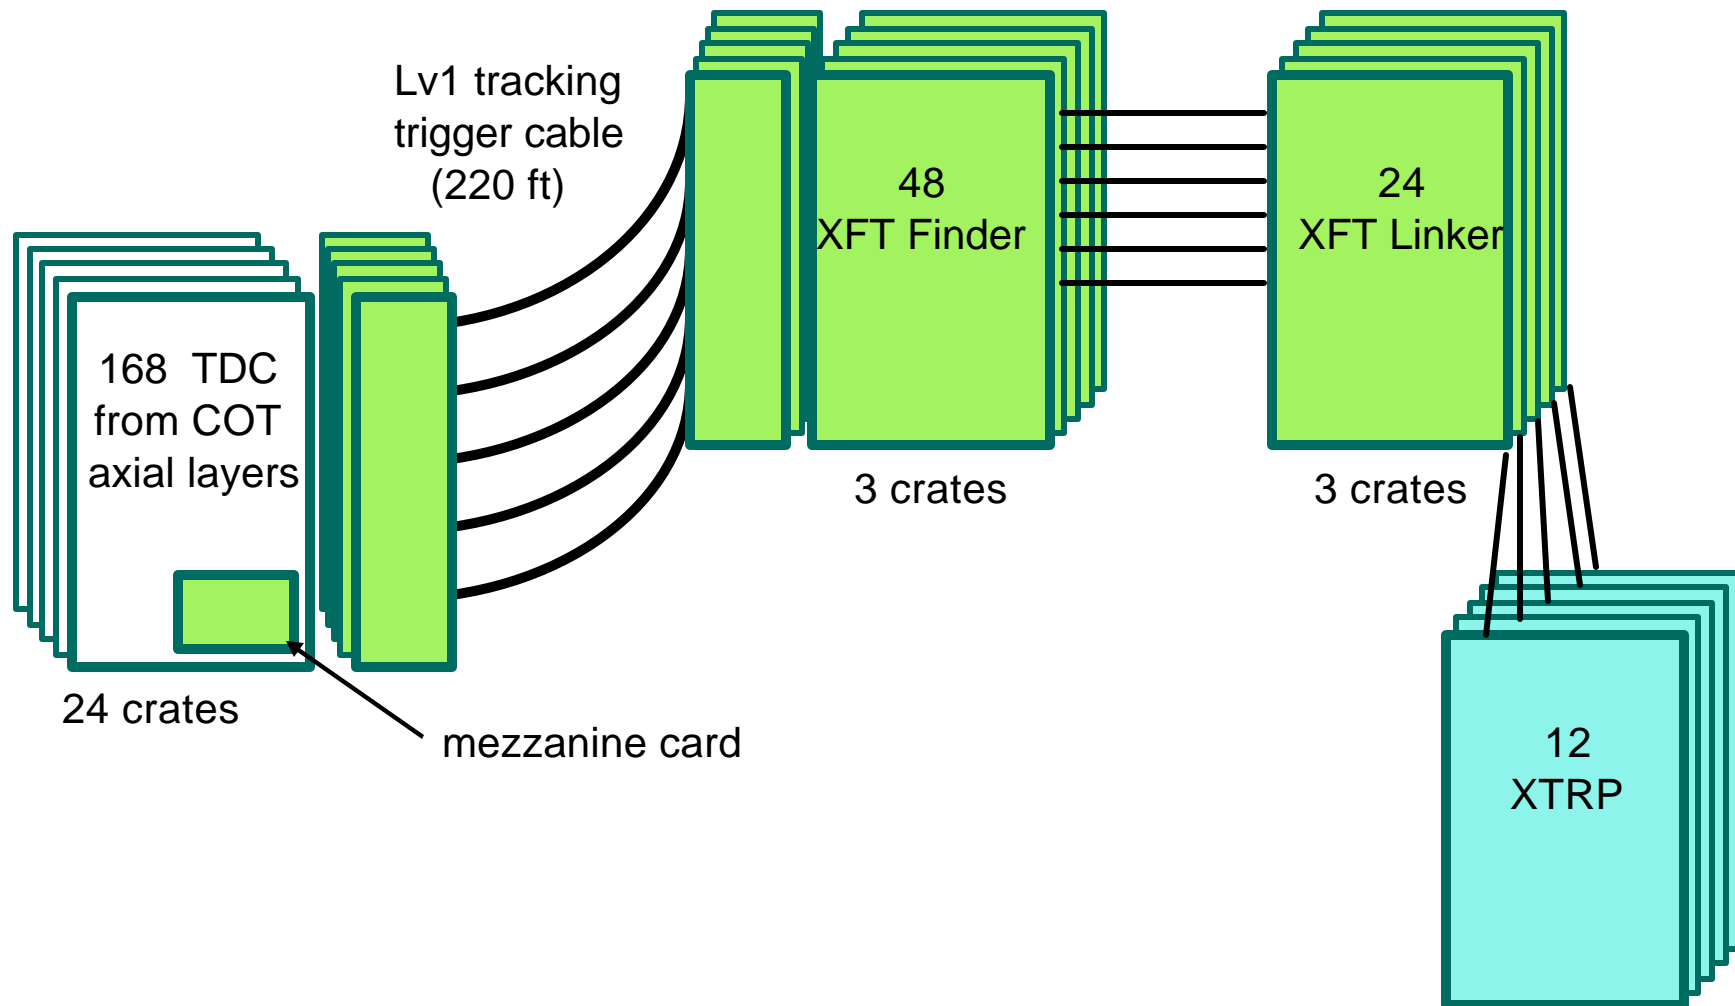 Lv1 tracking
trigger cable
(220 ft)
48
XFT Finder
24
XFT Linker
168 TDC
from COT
axial layers
3 crates
3 crates
24 crates
mezzanine card
12
XTRP